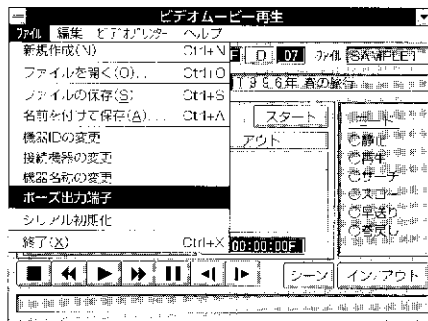 ビデオムービー再生
ファイル 編集 ビデオプリンター ヘルプ
新規作成(N) Ctrl+N
ファイルを開く(O)... Ctrl+O
ファイルの保存(S) Ctrl+S
名前を付けて保存(A)... Ctrl+A
機器IDの変更
接続機器の変更
機器名称の変更
ポーズ出力端子
シリアル初期化
終了(X) Ctrl+X
D 07 ファイル SAMPLE1
1996年 春の旅行
スタート
アウト
静止
再生
サーチ
スロー
早送り
巻戻し
00:00:00F
シーン イン/アウト